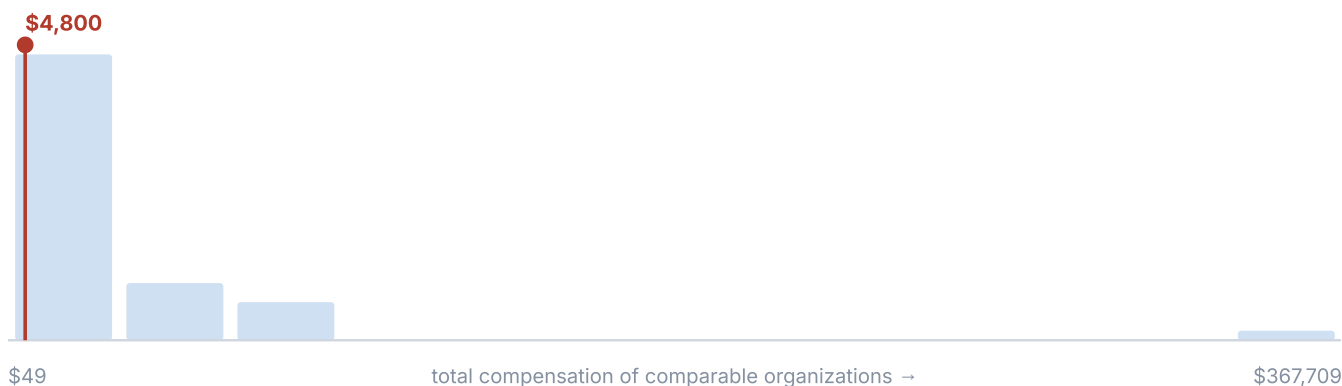 $4,800
$49 total compensation of comparable organizations → $367,709